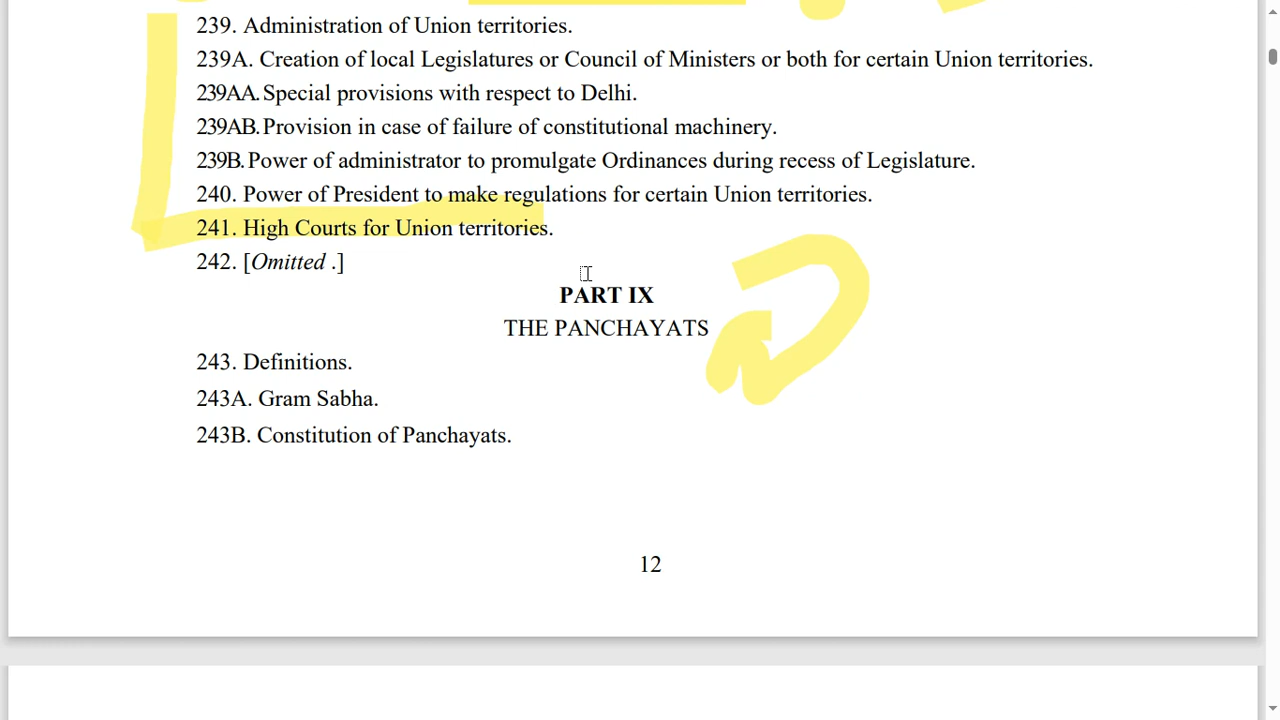 239. Administration of Union territories.
239A. Creation of local Legislatures or Council of Ministers or both for certain Union territories.
239AA. Special provisions with respect to Delhi.
239AB. Provision in case of failure of constitutional machinery.
239B. Power of administrator to promulgate Ordinances during recess of Legislature.
240. Power of President to make regulations for certain Union territories.
241. High Courts for Union territories.
242. [Omitted .]
PART IX
THE PANCHAYATS
243. Definitions.
243A. Gram Sabha.
243B. Constitution of Panchayats.
12